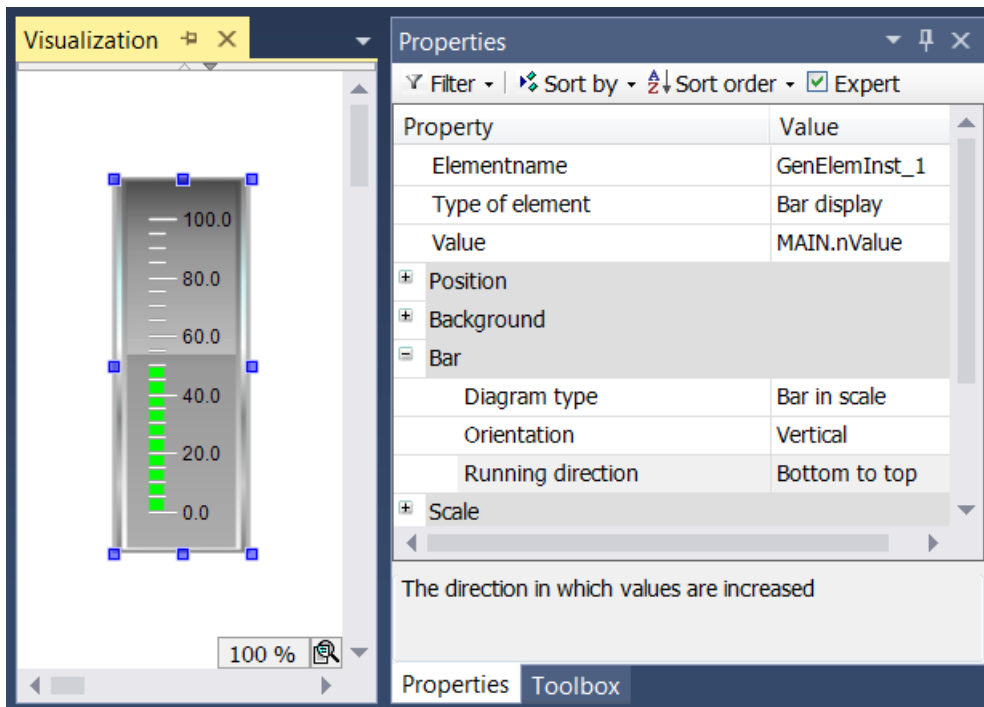 Visualization
100.0
80.0
60.0
40.0
20.0
0.0
100 %
Properties
Filter Sort by Sort order Expert
Property Value
Elementname GenElemInst_1
Type of element Bar display
Value MAIN.nValue
Position
Background
Bar
Diagram type Bar in scale
Orientation Vertical
Running direction Bottom to top
Scale
The direction in which values are increased
Properties Toolbox